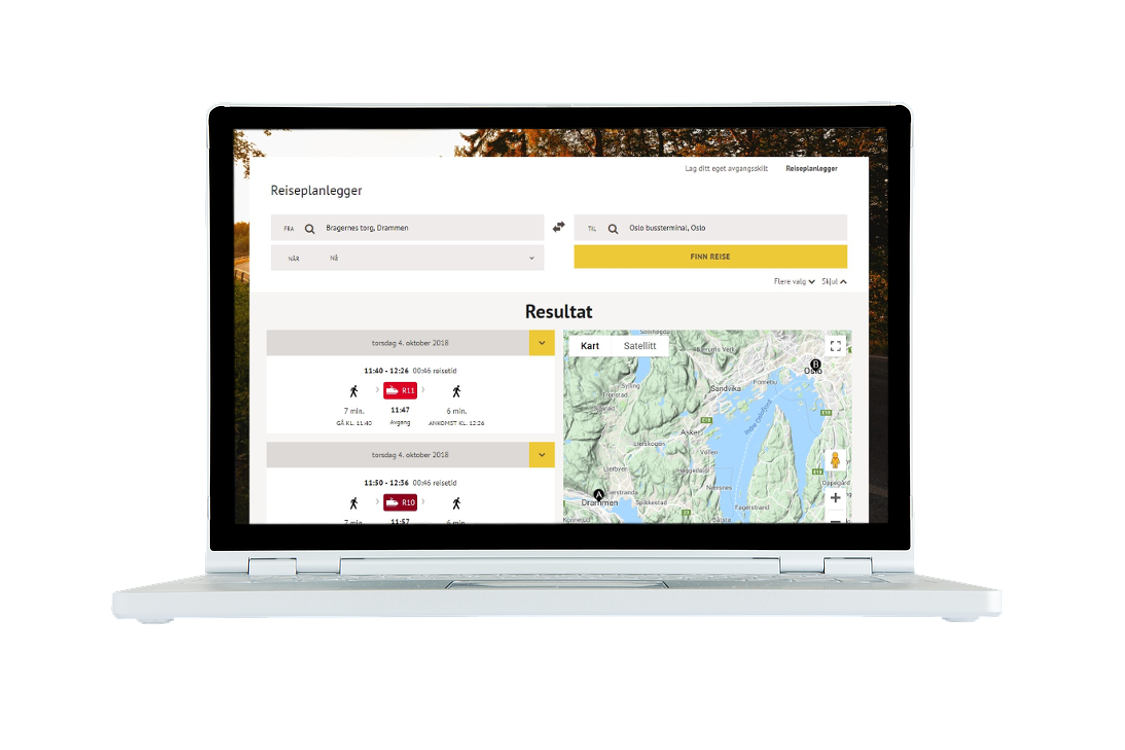 Lag ditt eget avgangsskilt Reiseplanlegger
Reiseplanlegger
FRA Bragernes torg, Drammen
TIL Oslo bussterminal, Oslo
NÅR Nå
FINN REISE
Flere valg Skjul
Resultat
torsdag 4. oktober 2018
11:40 - 12:26 00:46 reisetid
R11
7 min. 11:47 6 min.
GÅ KL. 11:40 Avgang ANKOMST KL. 12:26
torsdag 4. oktober 2018
11:50 - 12:36 00:46 reisetid
R10
7 min. 11:57 6 min.
Kart Satellitt
Sylling
Sandvika
Fornebu
B
Oslo
E18
Asker
Indre Oslofjord
Lierskogen
Vollen
Lierbyen
Nærsnes
Oppegård
A
Drammen
Spikkestad
Fagerstrand